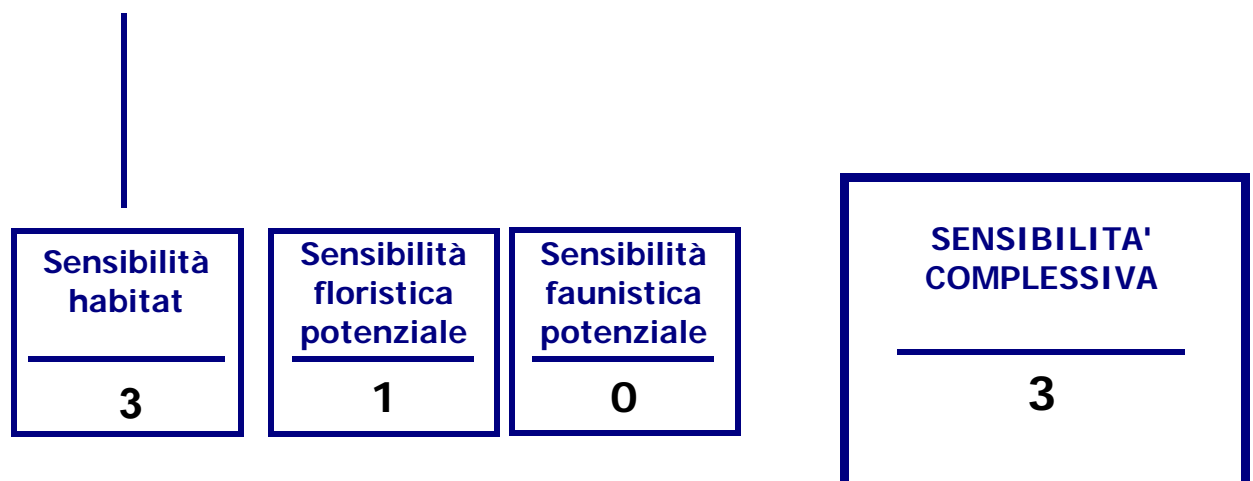 Sensibilità
habitat
3
Sensibilità
floristica
potenziale
1
Sensibilità
faunistica
potenziale
0
SENSIBILITA'
COMPLESSIVA
3